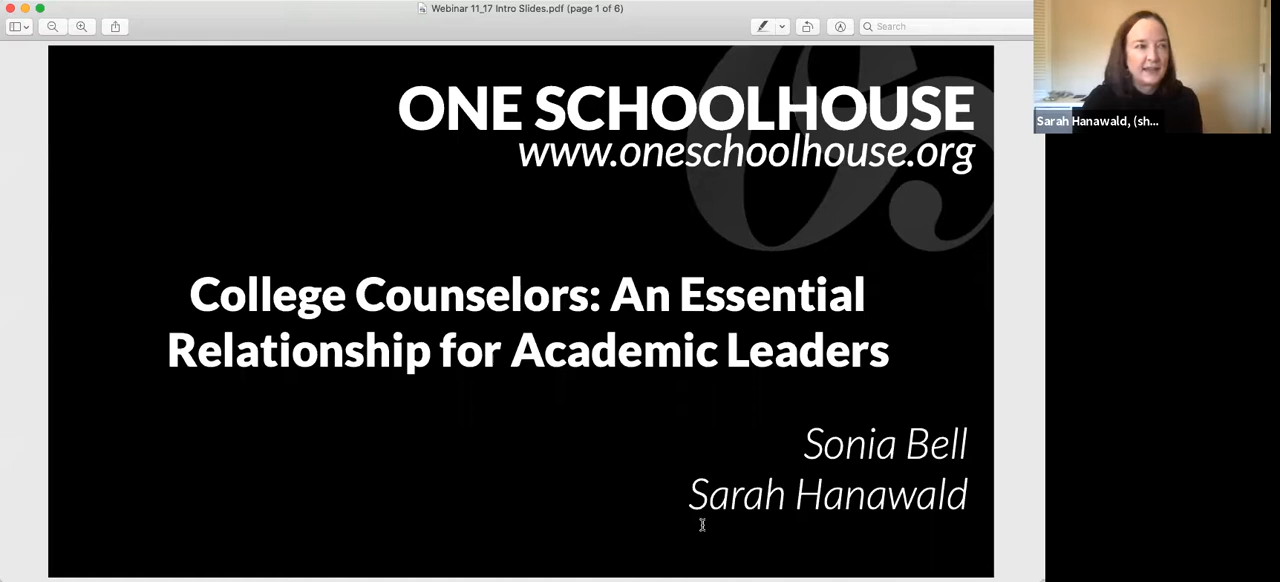 Webinar 11_17 Intro Slides.pdf (page 1 of 6)
Search
Sarah Hanawald, (sh...
ONE SCHOOLHOUSE
www.oneschoolhouse.org
College Counselors: An Essential
Relationship for Academic Leaders
Sonia Bell
Sarah Hanawald